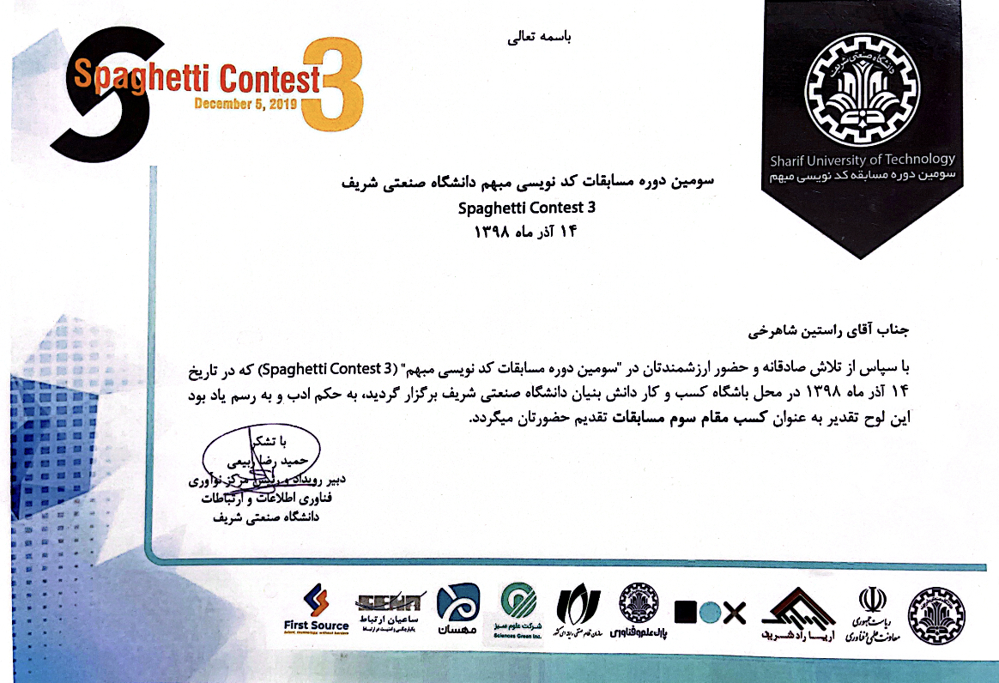 باسمه تعالی
Spaghetti Contest 3
December 5, 2019
دانشگاه صنعتی شریف
Sharif University of Technology
سومین دوره مسابقه کد نویسی مبهم
سومین دوره مسابقات کد نویسی مبهم دانشگاه صنعتی شریف
Spaghetti Contest 3
۱۴ آذر ماه ۱۳۹۸
جناب آقای راستین شاهرخی
با سپاس از تلاش صادقانه و حضور ارزشمندتان در "سومین دوره مسابقات کد نویسی مبهم" (Spaghetti Contest 3) که در تاریخ
۱۴ آذر ماه ۱۳۹۸ در محل باشگاه کسب و کار دانش بنیان دانشگاه صنعتی شریف برگزار گردید، به حکم ادب و به رسم یاد بود
این لوح تقدیر به عنوان کسب مقام سوم مسابقات تقدیم حضورتان میگردد.
با تشکر
حمید رضا ربیعی
دبیر رویداد و رئیس مرکز نوآوری
فناوری اطلاعات و ارتباطات
دانشگاه صنعتی شریف
ریاست جمهوری
معاونت علمی و فناوری
آریا راد شریف
پارک علم و فناوری
مهسان
شرکت علوم سبز
Sciences Green Inc.
ساعیان ارتباط
First Source